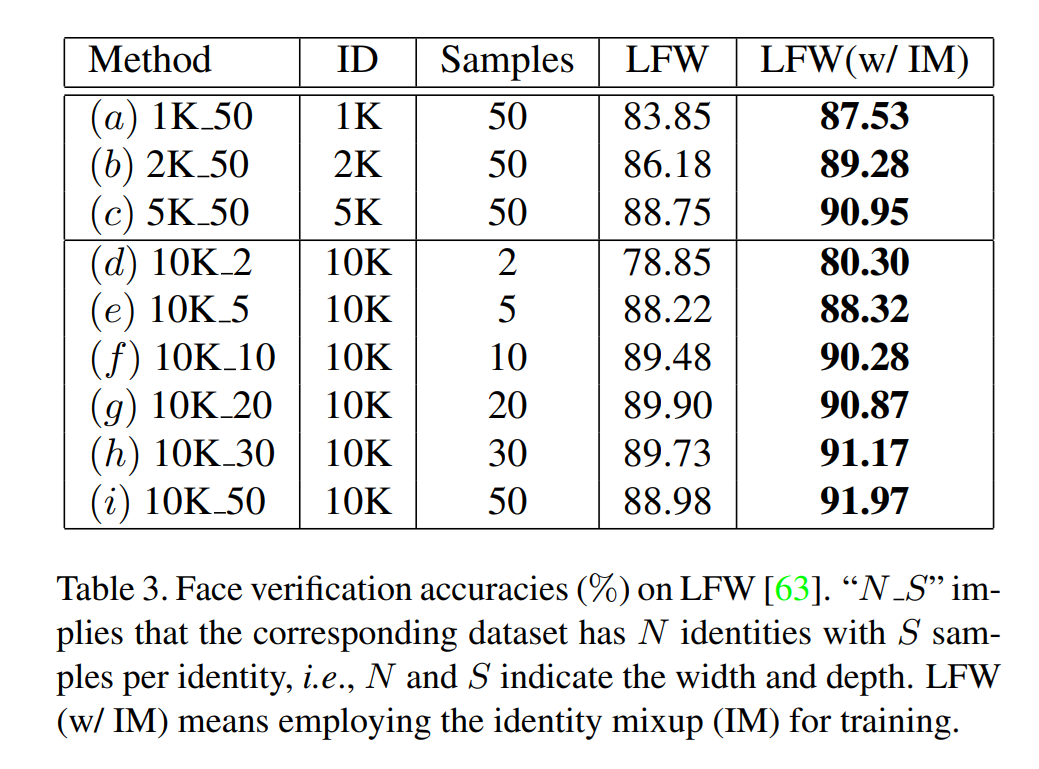 Method ID Samples LFW LFW(w/ IM)
(a) 1K_50 1K 50 83.85 87.53
(b) 2K_50 2K 50 86.18 89.28
(c) 5K_50 5K 50 88.75 90.95
(d) 10K_2 10K 2 78.85 80.30
(e) 10K_5 10K 5 88.22 88.32
(f) 10K_10 10K 10 89.48 90.28
(g) 10K_20 10K 20 89.90 90.87
(h) 10K_30 10K 30 89.73 91.17
(i) 10K_50 10K 50 88.98 91.97
Table 3. Face verification accuracies (%) on LFW [63]. “N_S” im-
plies that the corresponding dataset has N identities with S sam-
ples per identity, i.e., N and S indicate the width and depth. LFW
(w/ IM) means employing the identity mixup (IM) for training.